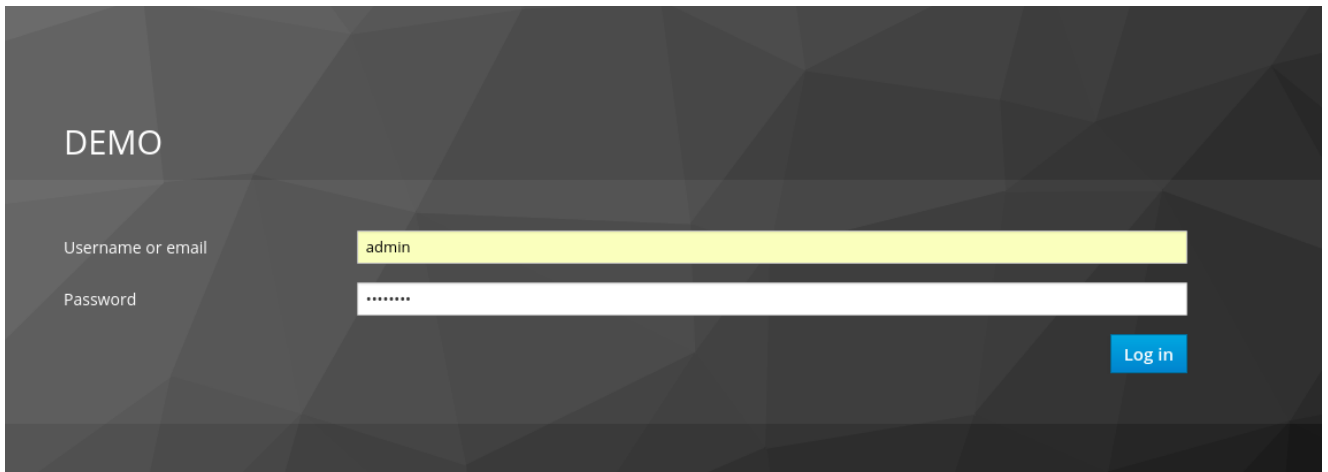 DEMO
Username or email admin
Password ••••••••
Log in